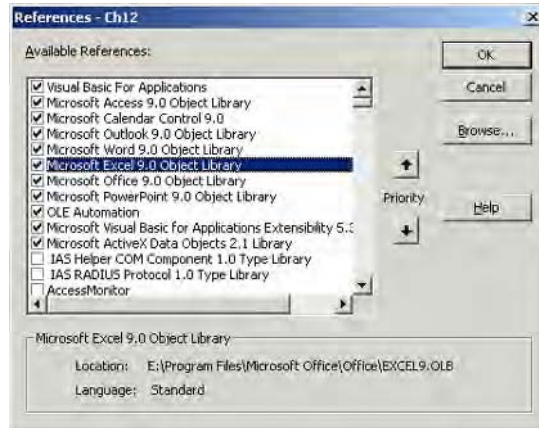 References - Ch12
Available References:
OK
Visual Basic For Applications
Microsoft Access 9.0 Object Library
Microsoft Calendar Control 9.0
Microsoft Outlook 9.0 Object Library
Microsoft Word 9.0 Object Library
Microsoft Excel 9.0 Object Library
Microsoft Office 9.0 Object Library
Microsoft PowerPoint 9.0 Object Library
OLE Automation
Microsoft Visual Basic for Applications Extensibility 5.3
Microsoft ActiveX Data Objects 2.1 Library
IAS Helper COM Component 1.0 Type Library
IAS RADIUS Protocol 1.0 Type Library
AccessMonitor
Cancel
Browse...
Priority
Help
Microsoft Excel 9.0 Object Library
Location: E:\Program Files\Microsoft Office\Office\EXCEL9.OLB
Language: Standard